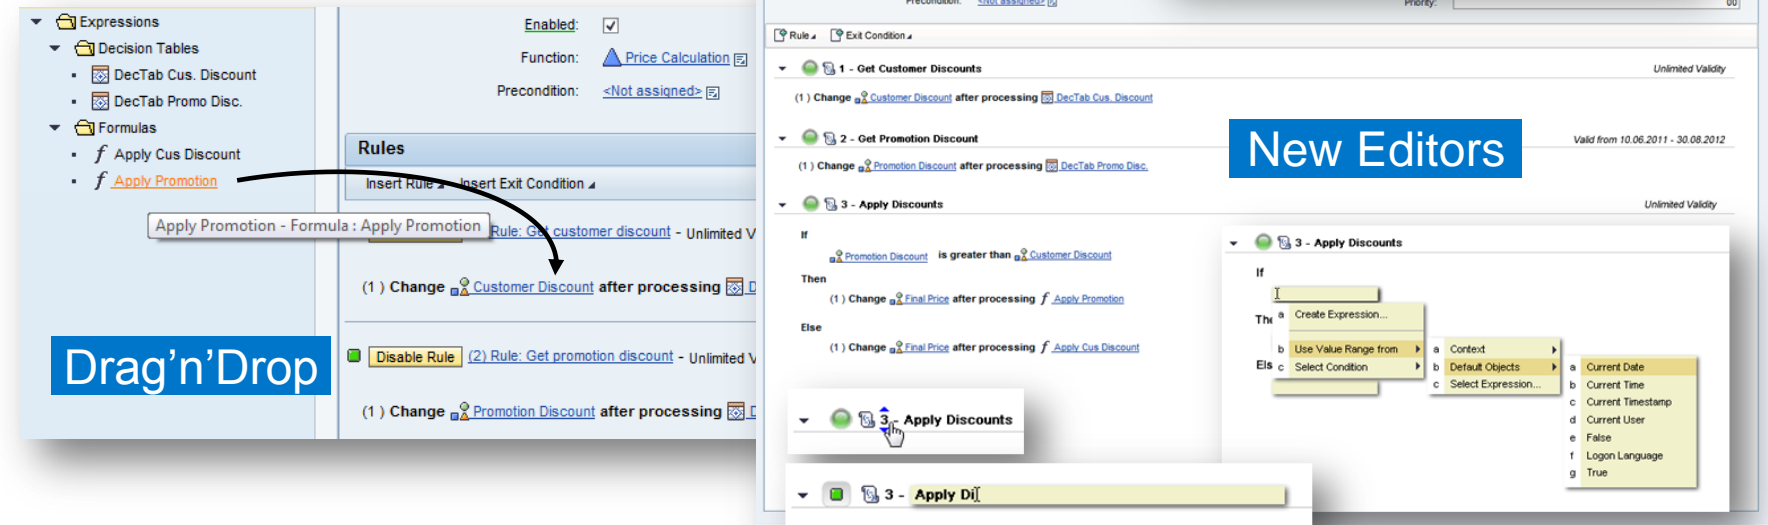 Expressions
Decision Tables
DecTab Cus. Discount
DecTab Promo Disc.
Formulas
f Apply Cus Discount
f Apply Promotion
Apply Promotion - Formula : Apply Promotion
Drag'n'Drop
Enabled:
Function: Price Calculation
Precondition: <Not assigned>
Rules
Insert Rule Insert Exit Condition
Rule: Get customer discount - Unlimited V
(1 ) Change Customer Discount after processing D
Disable Rule (2) Rule: Get promotion discount - Unlimited V
(1 ) Change Promotion Discount after processing D
Precondition: <Not assigned>
Priority: 00
Rule Exit Condition
1 - Get Customer Discounts Unlimited Validity
(1 ) Change Customer Discount after processing DecTab Cus. Discount
2 - Get Promotion Discount Valid from 10.06.2011 - 30.08.2012
(1 ) Change Promotion Discount after processing DecTab Promo Disc.
New Editors
3 - Apply Discounts Unlimited Validity
If
Promotion Discount is greater than Customer Discount
Then
(1 ) Change Final Price after processing f Apply Promotion
Else
(1 ) Change Final Price after processing f Apply Cus Discount
3 - Apply Discounts
3 - Apply Di
3 - Apply Discounts
If
The
Els
a Create Expression...
b Use Value Range from
c Select Condition
a Context
b Default Objects
c Select Expression...
a Current Date
b Current Time
c Current Timestamp
d Current User
e False
f Logon Language
g True